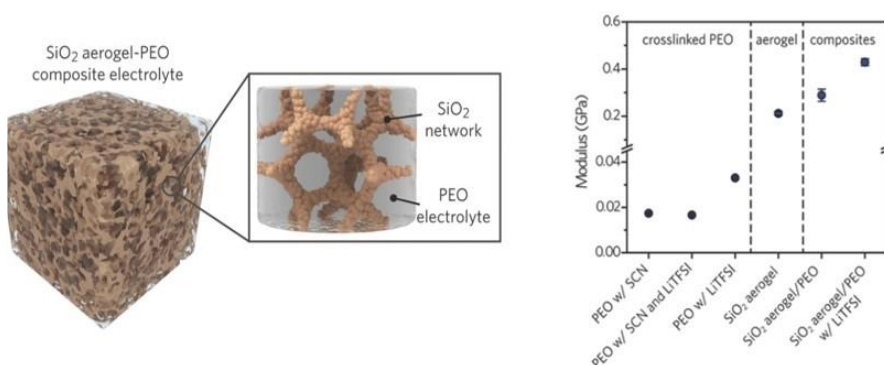 SiO₂ aerogel-PEO
composite electrolyte
SiO₂
network
PEO
electrolyte
Modulus (GPa)
0.6
0.4
0.2
0.04
0.02
0.00
crosslinked PEO
aerogel
composites
PEO w/ SCN
PEO w/ SCN and LiTFSI
PEO w/ LiTFSI
SiO₂ aerogel
SiO₂ aerogel/PEO
SiO₂ aerogel/PEO
w/ LiTFSI